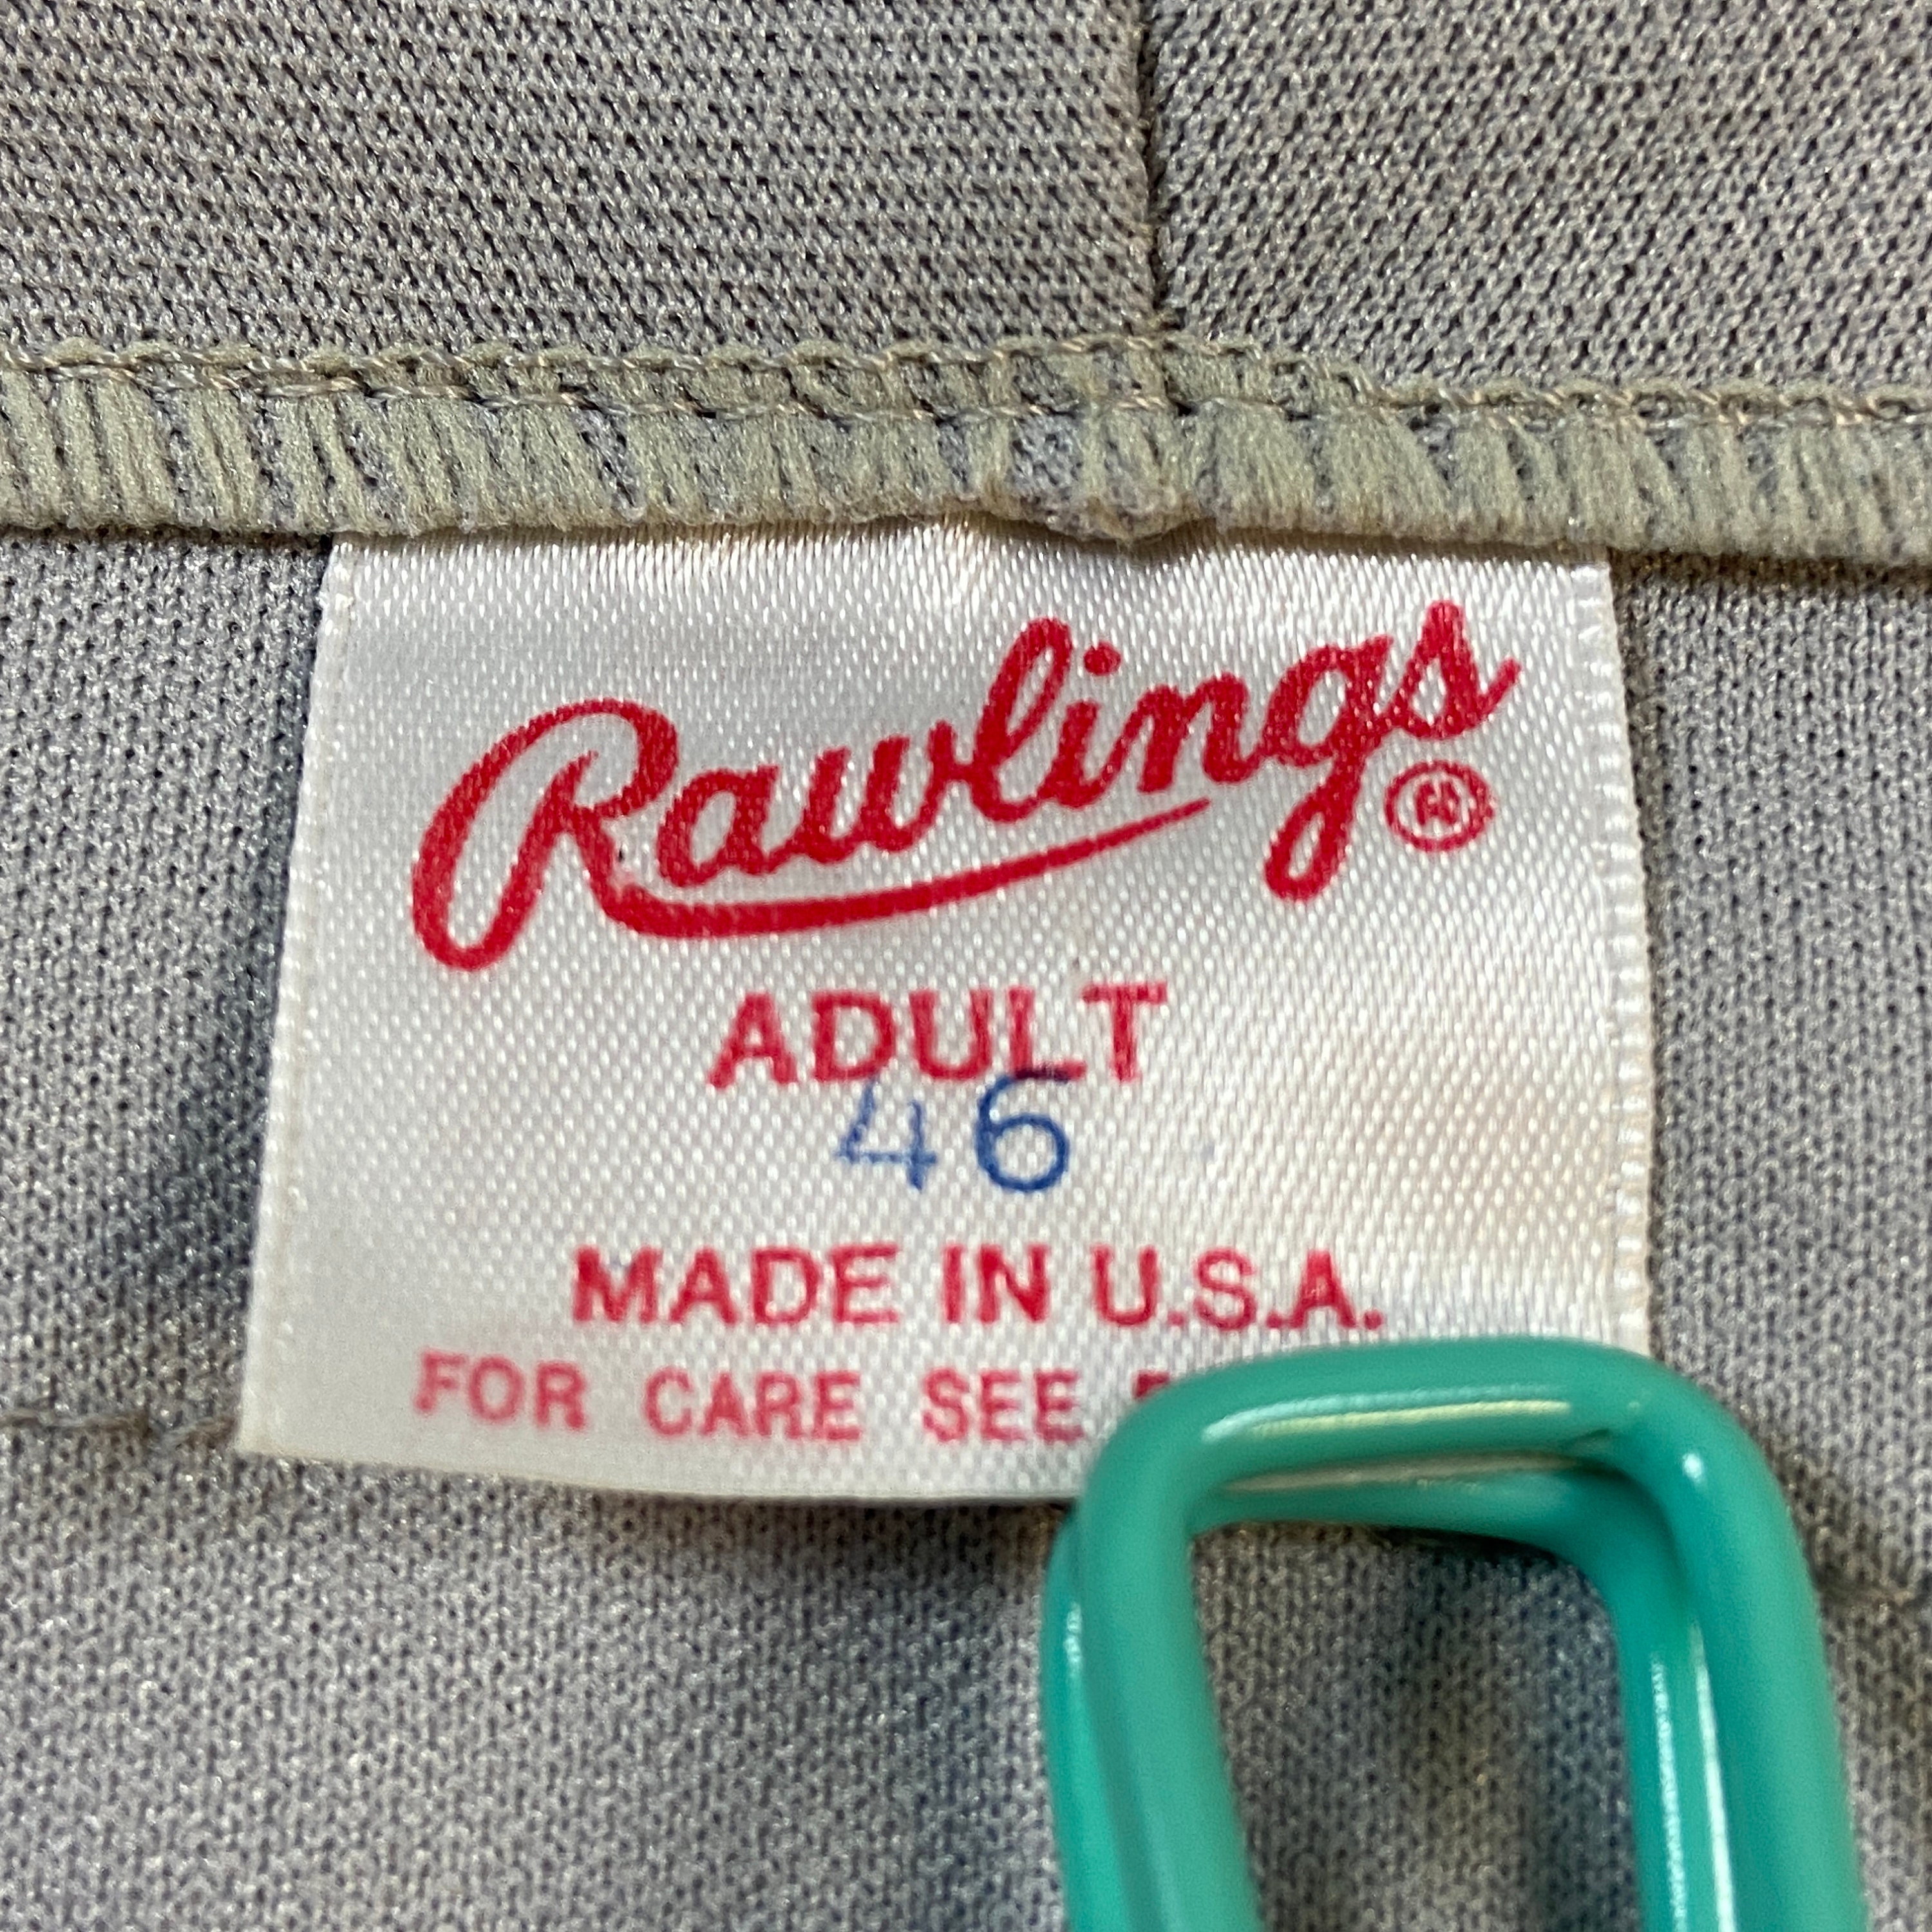 Rawlings®
ADULT
46
MADE IN U.S.A.
FOR CARE SEE